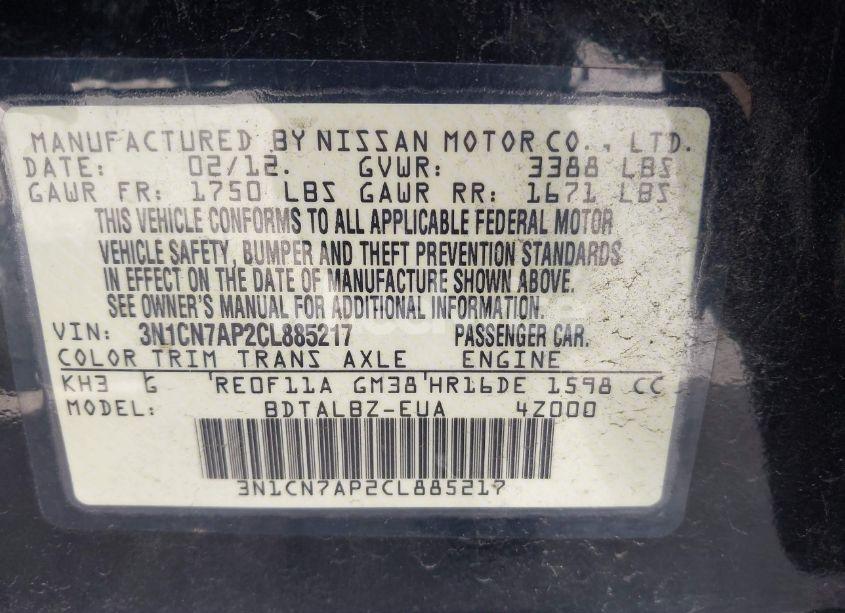 MANUFACTURED BY NISSAN MOTOR CO., LTD.
DATE: 02/12. GVWR: 3388 LBS
GAWR FR: 1750 LBS GAWR RR: 1671 LBS
THIS VEHICLE CONFORMS TO ALL APPLICABLE FEDERAL MOTOR
VEHICLE SAFETY, BUMPER AND THEFT PREVENTION STANDARDS
IN EFFECT ON THE DATE OF MANUFACTURE SHOWN ABOVE.
SEE OWNER'S MANUAL FOR ADDITIONAL INFORMATION.
VIN: 3N1CN7AP2CL885217 PASSENGER CAR.
COLOR TRIM TRANS AXLE ENGINE
KH3 G RE0F11A GM38 HR16DE 1598 CC
MODEL: BDTALBZ-EUA 4Z000
3N1CN7AP2CL885217